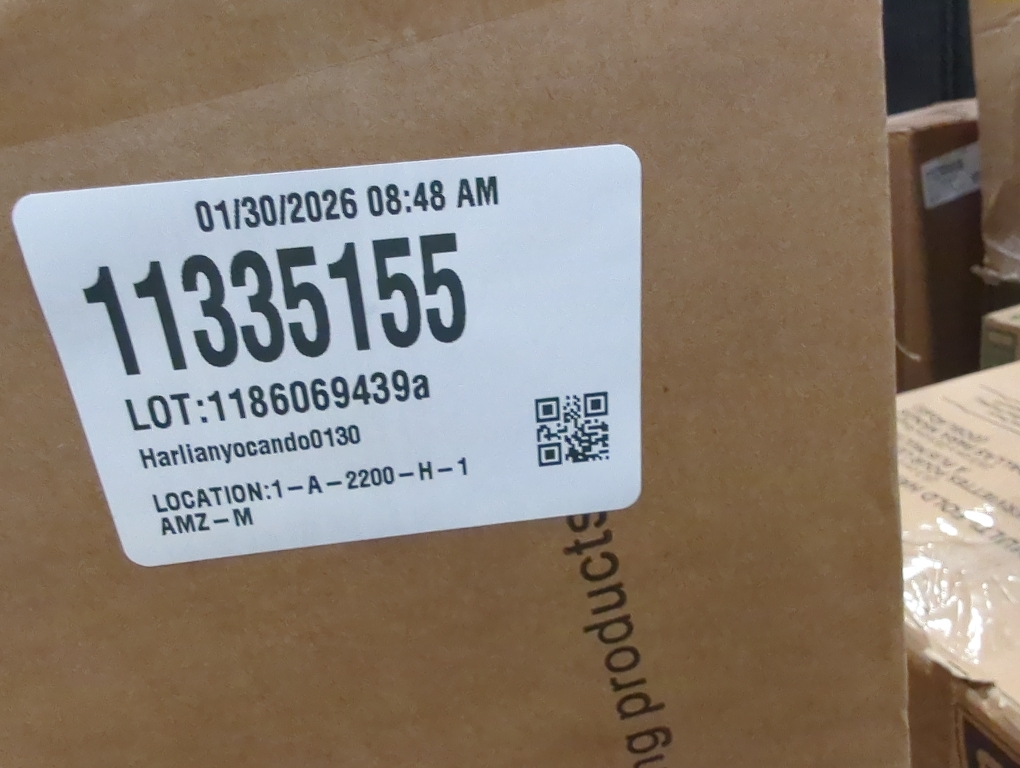 01/30/2026 08:48 AM
11335155
LOT:1186069439a
Harlianyocando0130
LOCATION:1-A-2200-H-1
AMZ-M
ng products